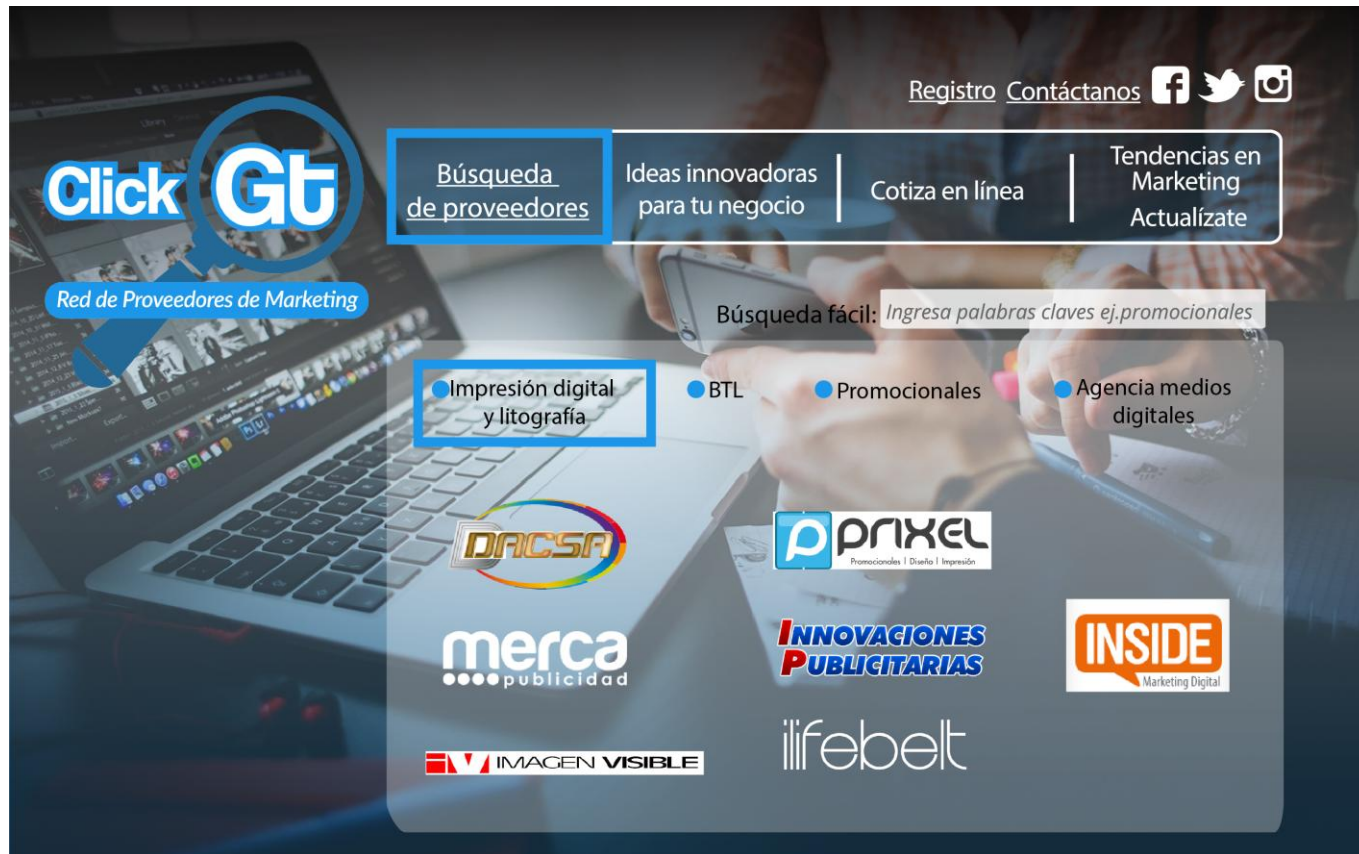 Registro Contáctanos
Click Gt
Red de Proveedores de Marketing
Búsqueda
de proveedores
Ideas innovadoras
para tu negocio
Cotiza en línea
Tendencias en
Marketing
Actualízate
Búsqueda fácil: Ingresa palabras claves ej.promocionales
Impresión digital
y litografía
BTL
Promocionales
Agencia medios
digitales
DACSA
PRIXEL
Promocionales | Diseño | Impresión
merca
publicidad
INNOVACIONES
PUBLICITARIAS
INSIDE
Marketing Digital
IV IMAGEN VISIBLE
ilifebelt